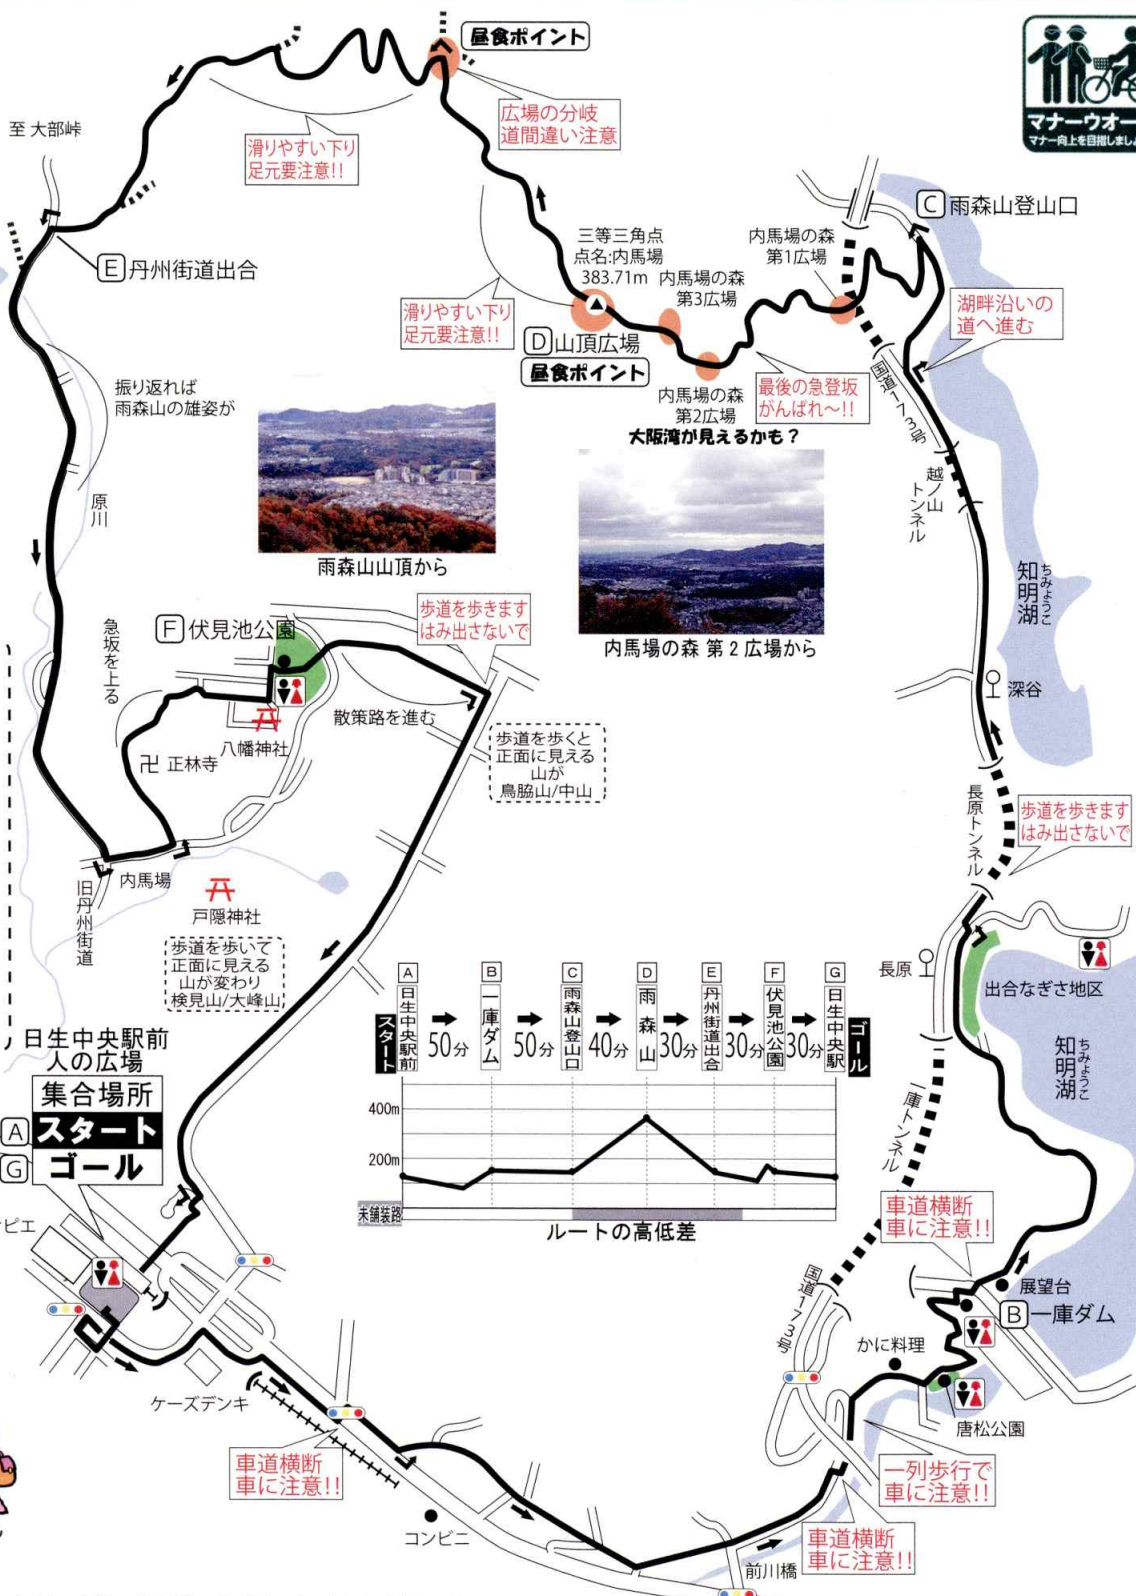 昼食ポイント
マナーウオー
マナー向上を目指しましょ
広場の分岐
道間違い注意
至 大部峠
滑りやすい下り
足元要注意!!
C 雨森山登山口
三等三角点
点名:内馬場
383.71m
内馬場の森
第1広場
内馬場の森
第3広場
E 丹州街道出合
湖畔沿いの
道へ進む
滑りやすい下り
足元要注意!!
D 山頂広場
昼食ポイント
国道173号
最後の急登坂
がんばれ〜!!
内馬場の森
第2広場
大阪湾が見えるかも?
振り返れば
雨森山の雄姿が
越ノ山
トンネル
原川
雨森山山頂から
知明湖
ちみょうこ
歩道を歩きます
はみ出さないで
F 伏見池公園
急坂を上る
内馬場の森 第2広場から
深谷
散策路を進む
八幡神社
卍 正林寺
歩道を歩くと
正面に見える
山が
鳥脇山/中山
長原トンネル
歩道を歩きます
はみ出さないで
内馬場
旧丹州街道
戸隠神社
歩道を歩いて
正面に見える
山が変わり
検見山/大峰山
長原
出合なぎさ地区
知明湖
ちみょうこ
日生中央駅前
人の広場
集合場所
A スタート
G ゴール
A B C D E F G
スタート
日生中央駅前
50分
一庫ダム
50分
雨森山登山口
40分
雨森山
30分
丹州街道出合
30分
伏見池公園
30分
日生中央駅
ゴール
400m
200m
未舗装路
ルートの高低差
一庫トンネル
車道横断
車に注意!!
ピエ
国道173号
展望台
B 一庫ダム
かに料理
唐松公園
ケーズデンキ
車道横断
車に注意!!
一列歩行で
車に注意!!
コンビニ
車道横断
車に注意!!
前川橋